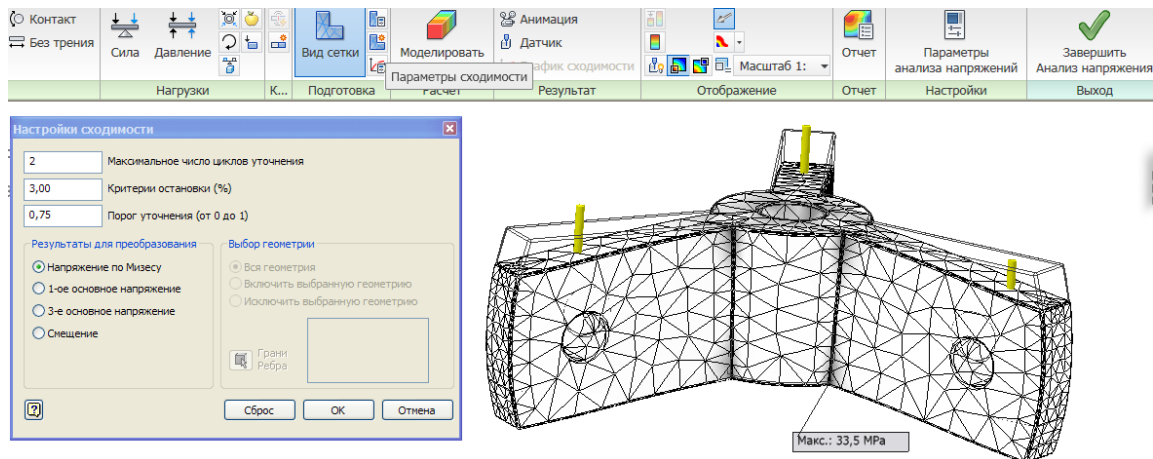 Контакт
Без трения
Сила
Давление
Вид сетки
Моделировать
Анимация
Датчик
График сходимости
Масштаб 1:
Отчет
Параметры
анализа напряжений
Завершить
Анализ напряжения
Параметры сходимости
Нагрузки
К...
Подготовка
Расчет
Результат
Отображение
Отчет
Настройки
Выход
Настройки сходимости
2 Максимальное число циклов уточнения
3,00 Критерии остановки (%)
0,75 Порог уточнения (от 0 до 1)
Результаты для преобразования
Напряжение по Мизесу
1-ое основное напряжение
3-е основное напряжение
Смещение
Выбор геометрии
Вся геометрия
Включить выбранную геометрию
Исключить выбранную геометрию
Грани
Ребра
Сброс
ОК
Отмена
Макс.: 33,5 MPa